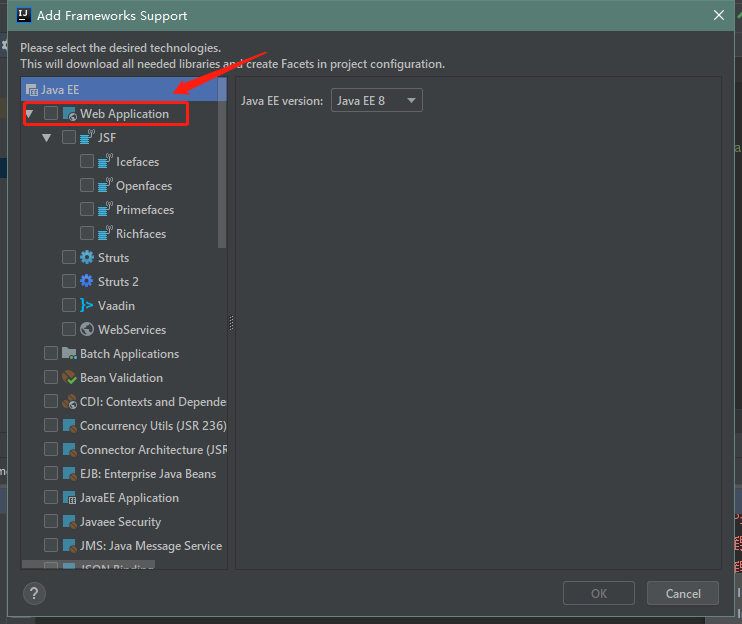 Add Frameworks Support
Please select the desired technologies.
This will download all needed libraries and create Facets in project configuration.
Java EE
Web Application
JSF
Icefaces
Openfaces
Primefaces
Richfaces
Struts
Struts 2
Vaadin
WebServices
Batch Applications
Bean Validation
CDI: Contexts and Depende
Concurrency Utils (JSR 236)
Connector Architecture (JSR
EJB: Enterprise Java Beans
JavaEE Application
Javaee Security
JMS: Java Message Service
JSON Binding
Java EE version:
Java EE 8
?
OK
Cancel